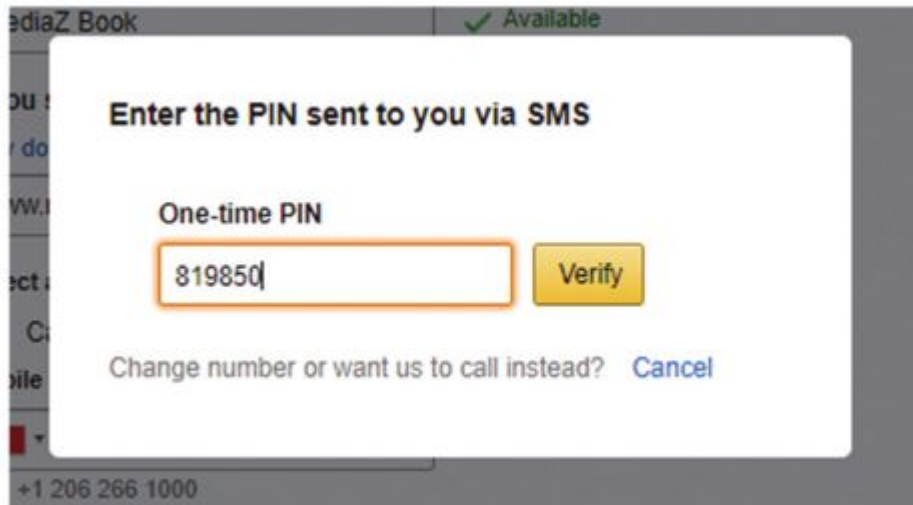 ediaZ Book
Available
Enter the PIN sent to you via SMS
One-time PIN
819850
Verify
Change number or want us to call instead? Cancel
+1 206 266 1000